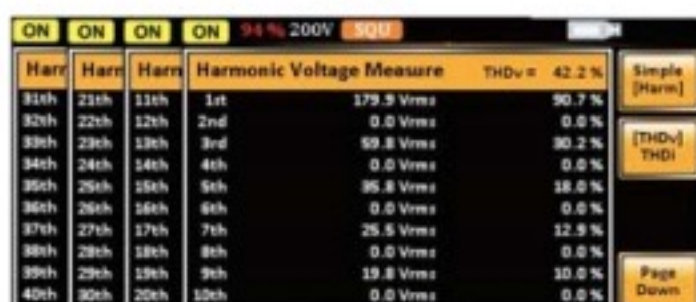 ON ON ON ON 94 % 200V SQU
Harr Harn Harn Harmonic Voltage Measure THDv = 42.2 % Simple
[Harm]
31th 21th 11th 1st 179.9 Vrms 90.7 %
32th 22th 12th 2nd 0.0 Vrms 0.0 %
33th 23th 13th 3rd 59.8 Vrms 30.2 % [THDv]
34th 24th 14th 4th 0.0 Vrms 0.0 % THDi
35th 25th 15th 5th 35.8 Vrms 18.0 %
36th 26th 16th 6th 0.0 Vrms 0.0 %
37th 27th 17th 7th 25.5 Vrms 12.9 %
38th 28th 18th 8th 0.0 Vrms 0.0 %
39th 29th 19th 9th 19.8 Vrms 10.0 % Page
40th 30th 20th 10th 0.0 Vrms 0.0 % Down